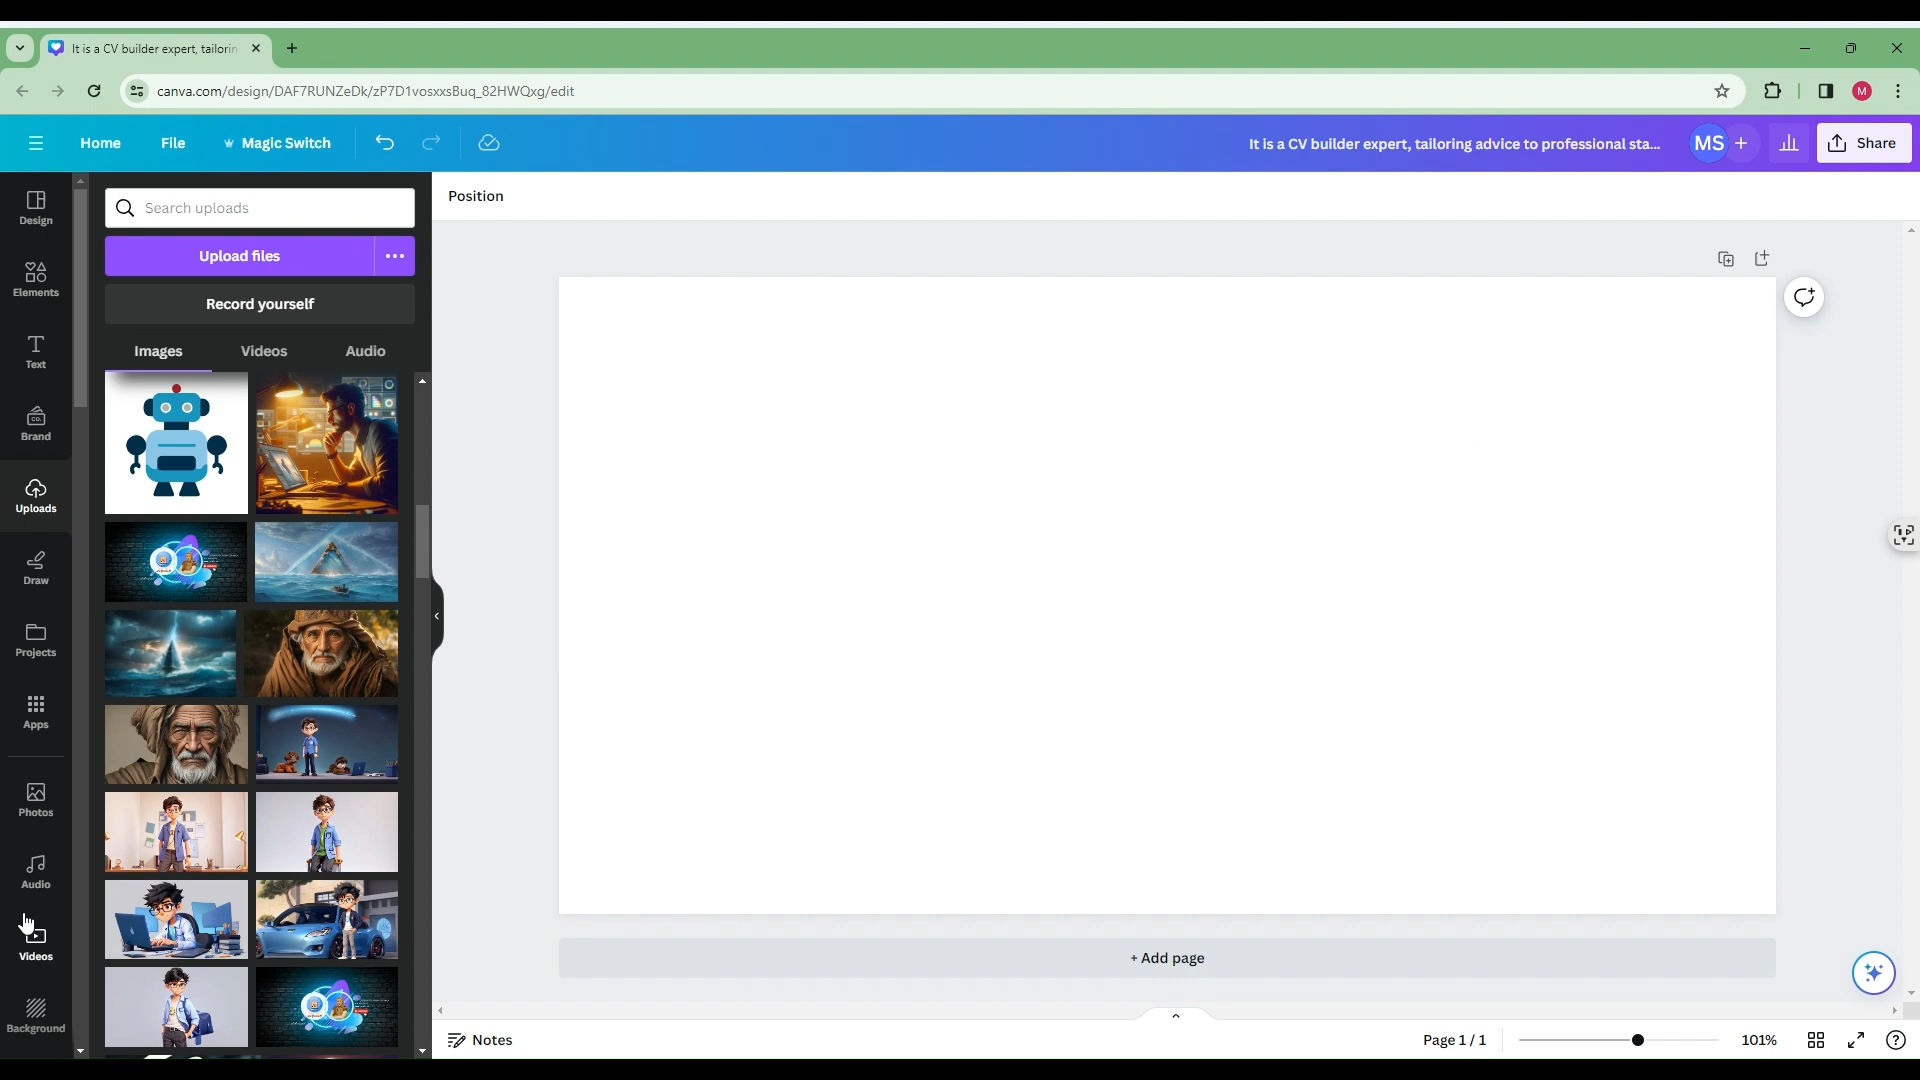 It is a CV builder expert, tailorin
canva.com/design/DAF7RUNZeDk/zP7D1vosxxsBuq_82HWQxg/edit
M
Home
File
Magic Switch
It is a CV builder expert, tailoring advice to professional sta...
MS
Share
Design
Elements
Text
CO.
Brand
Uploads
Draw
Projects
Apps
Photos
Audio
Videos
Background
Search uploads
Upload files
Record yourself
Images
Videos
Audio
Position
+ Add page
Notes
Page 1 / 1
101%